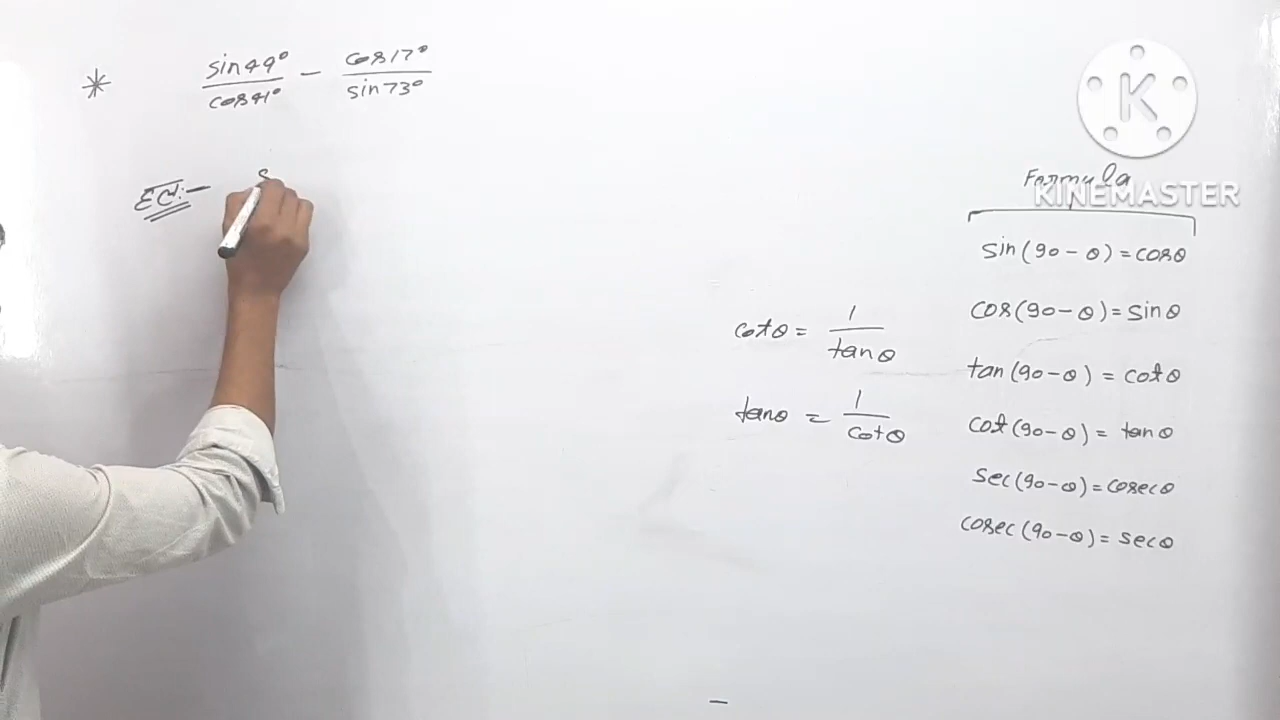 * sin49° / cos41° − cos17° / sin73°
K
Formula
KINEMASTER
sin(90-θ)=cosθ
cos(90-θ)=sinθ
cotθ = 1/tanθ
tan(90-θ) = cotθ
tanθ = 1/cotθ
cot(90-θ) = tanθ
sec(90-θ)=cosecθ
cosec(90-θ)=secθ